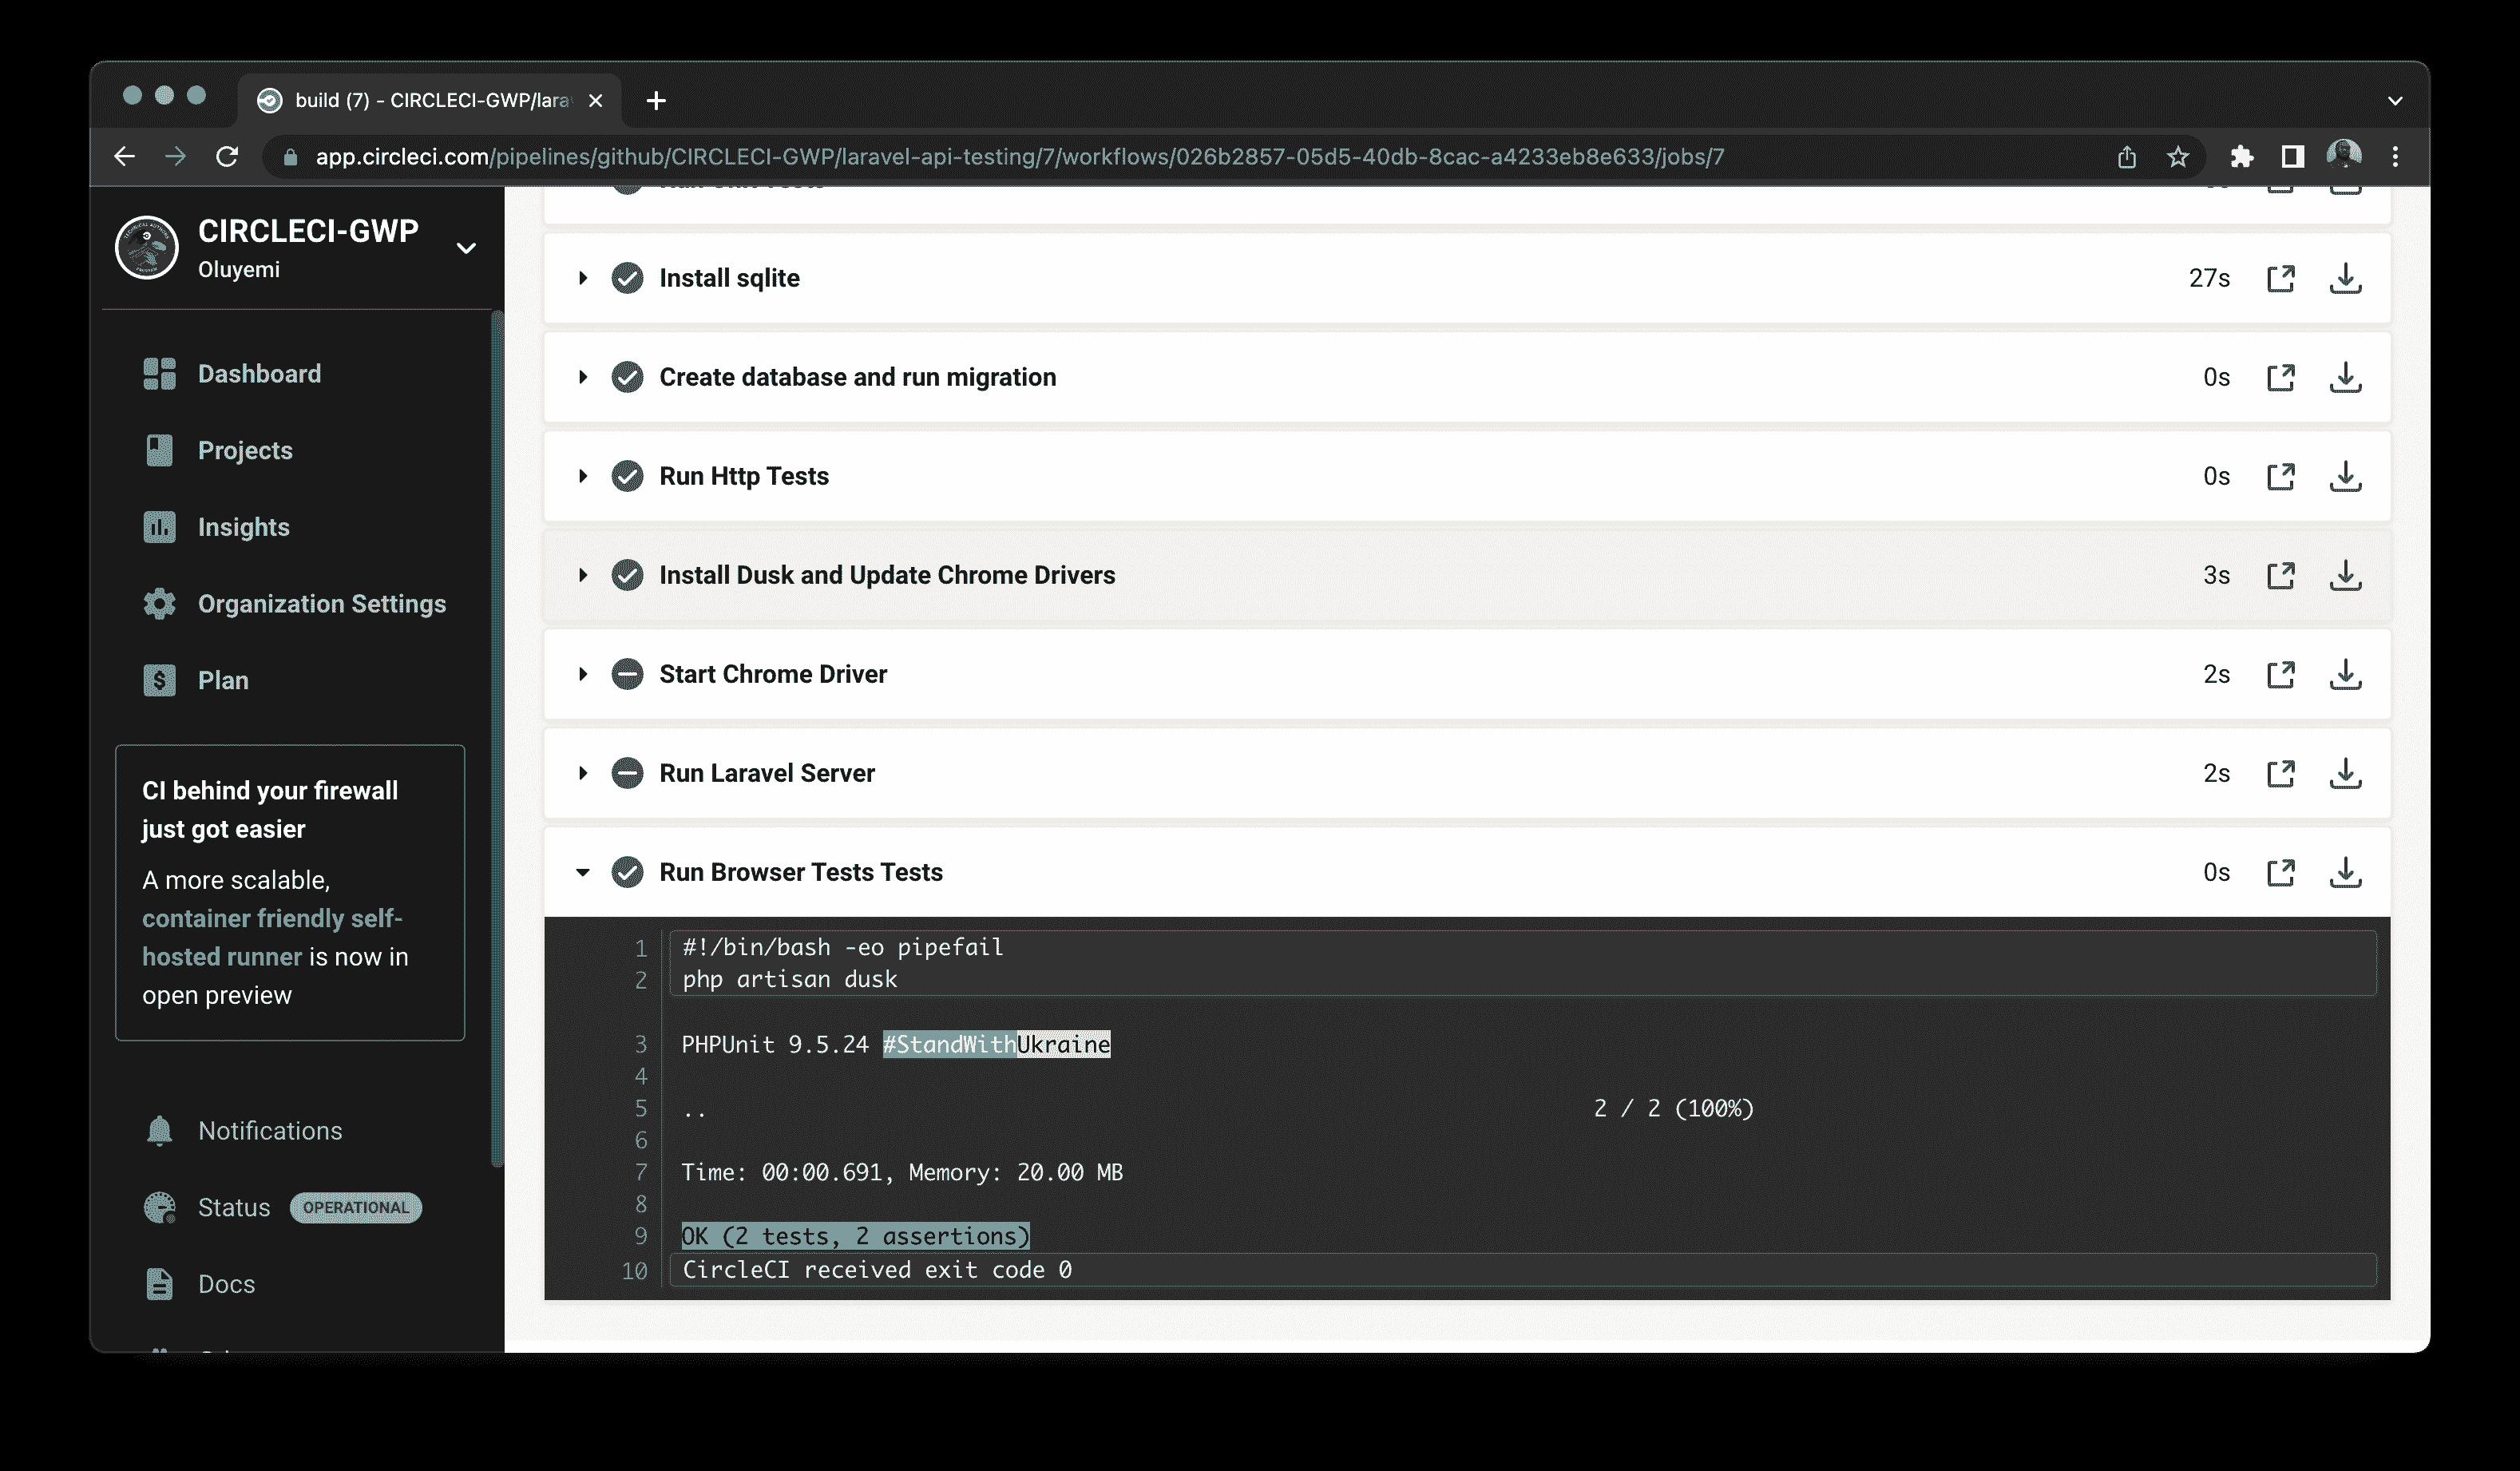 build (7) - CIRCLECI-GWP/lara
app.circleci.com/pipelines/github/CIRCLECI-GWP/laravel-api-testing/7/workflows/026b2857-05d5-40db-8cac-a4233eb8e633/jobs/7
CIRCLECI-GWP
Oluyemi
Dashboard
Projects
Insights
Organization Settings
Plan
CI behind your firewall
just got easier
A more scalable,
container friendly self-
hosted runner is now in
open preview
Notifications
Status OPERATIONAL
Docs
Install sqlite 27s
Create database and run migration 0s
Run Http Tests 0s
Install Dusk and Update Chrome Drivers 3s
Start Chrome Driver 2s
Run Laravel Server 2s
Run Browser Tests Tests 0s
1 #!/bin/bash -eo pipefail
2 php artisan dusk
3 PHPUnit 9.5.24 #StandWithUkraine
4
5 .. 2 / 2 (100%)
6
7 Time: 00:00.691, Memory: 20.00 MB
8
9 OK (2 tests, 2 assertions)
10 CircleCI received exit code 0